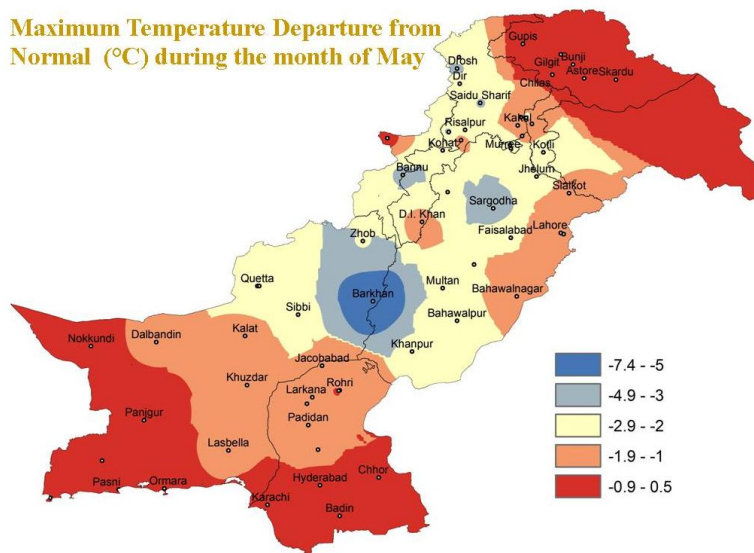 Maximum Temperature Departure from
Normal (°C) during the month of May
Gupis
Drosh
Bunji
Gilgit
Dir
Astore Skardu
Chilas
Saidu Sharif
Risalpur
Kakul
Kohat
Murree
Kotli
Bannu
Jhelum
Sialkot
Sargodha
D.I. Khan
Lahore
Zhob
Faisalabad
Quetta
Multan
Barkhan
Bahawalnagar
Sibbi
Bahawalpur
Kalat
Dalbandin
Nokkundi
Khanpur
Jacobabad
Khuzdar
Rohri
Larkana
Panjgur
Padidan
Lasbella
Chhor
Pasni
Ormara
Hyderabad
Karachi
Badin
-7.4 - -5
-4.9 - -3
-2.9 - -2
-1.9 - -1
-0.9 - 0.5